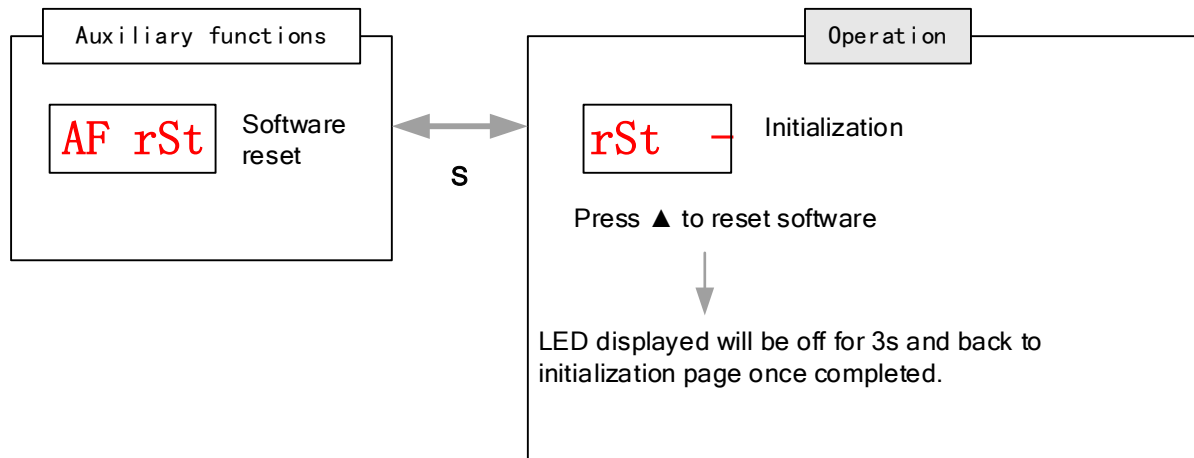 Auxiliary functions
AF rSt
Software
reset
S
Operation
rSt -
Initialization
Press ▲ to reset software
LED displayed will be off for 3s and back to
initialization page once completed.